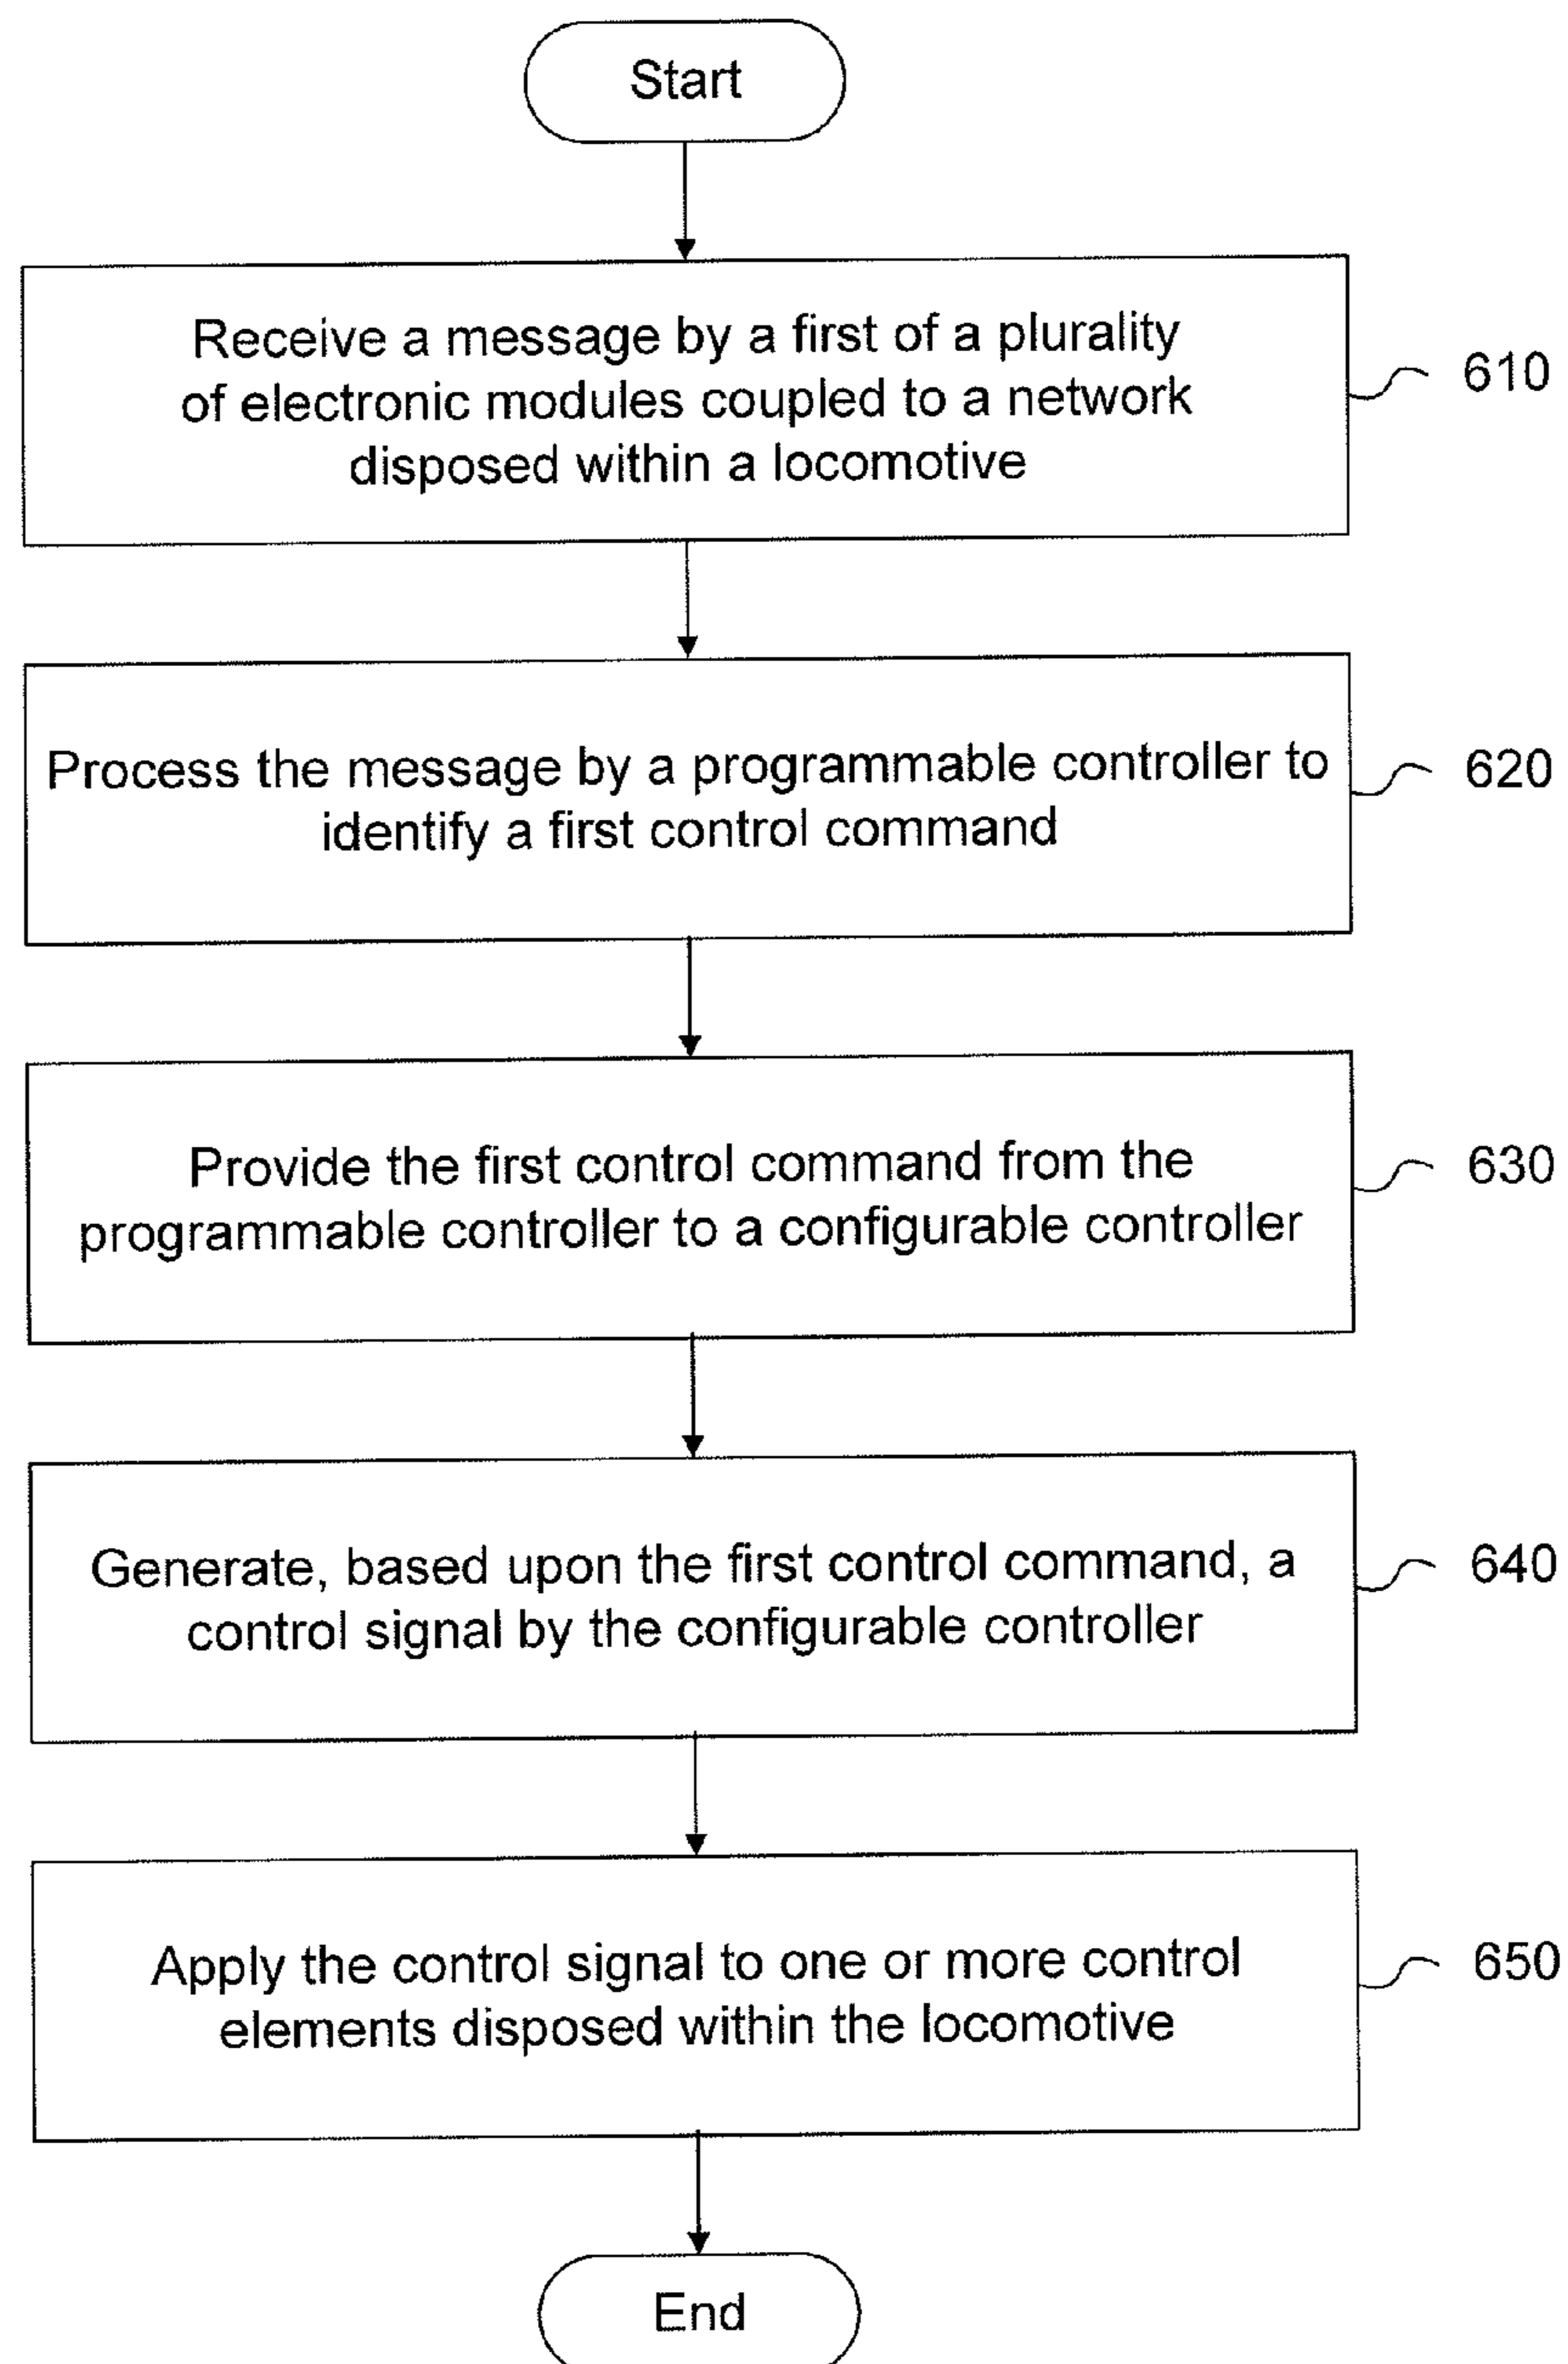 Start
Receive a message by a first of a plurality
of electronic modules coupled to a network
disposed within a locomotive
610
Process the message by a programmable controller to
identify a first control command
620
Provide the first control command from the
programmable controller to a configurable controller
630
Generate, based upon the first control command, a
control signal by the configurable controller
640
Apply the control signal to one or more control
elements disposed within the locomotive
650
End